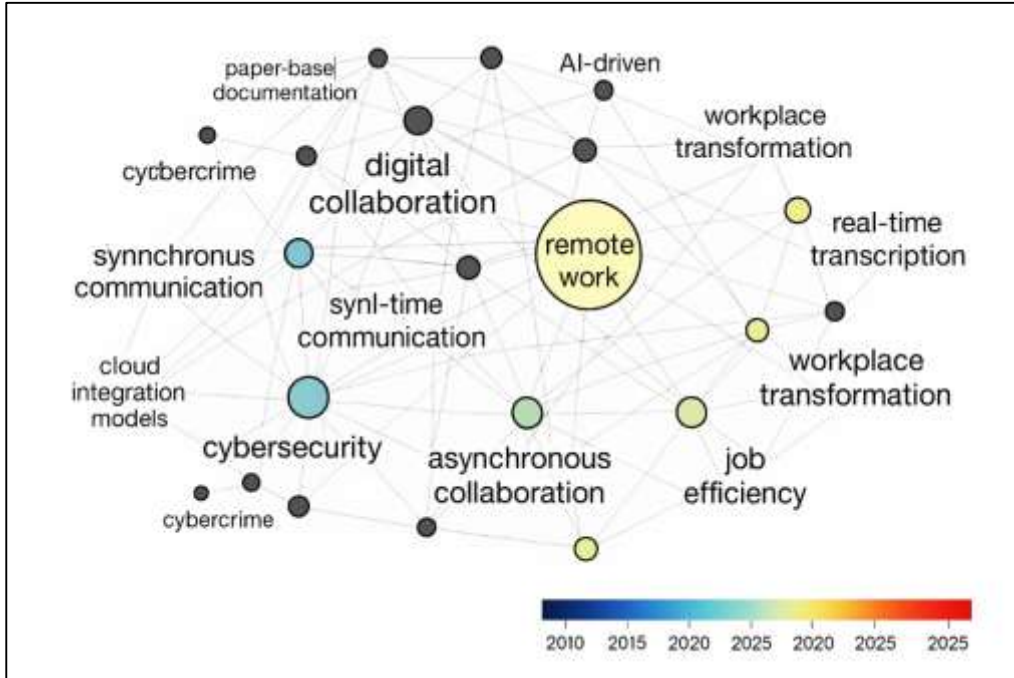 paper-base
documentation
AI-driven
workplace
transformation
cytbercrime
digital
collaboration
real-time
transcription
remote
work
synnchronus
communication
synl-time
communication
cloud
integration
models
workplace
transformation
cybersecurity
asynchronous
collaboration
job
efficiency
cybercrime
2010 2015 2020 2025 2020 2025 2025